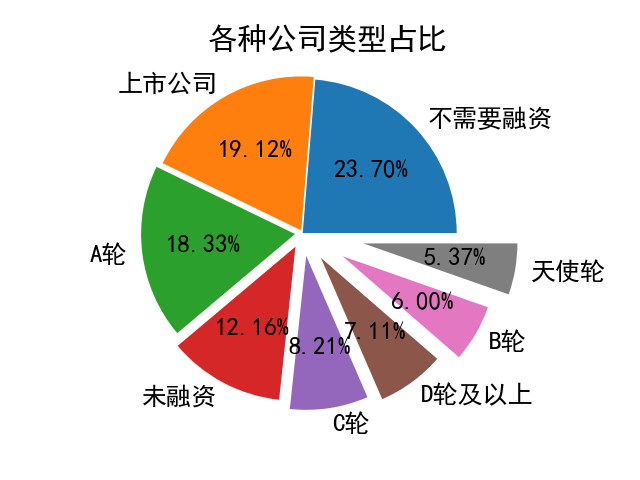 各种公司类型占比
不需要融资
23.70%
上市公司
19.12%
A轮
18.33%
未融资
12.16%
C轮
8.21%
D轮及以上
7.11%
B轮
6.00%
天使轮
5.37%